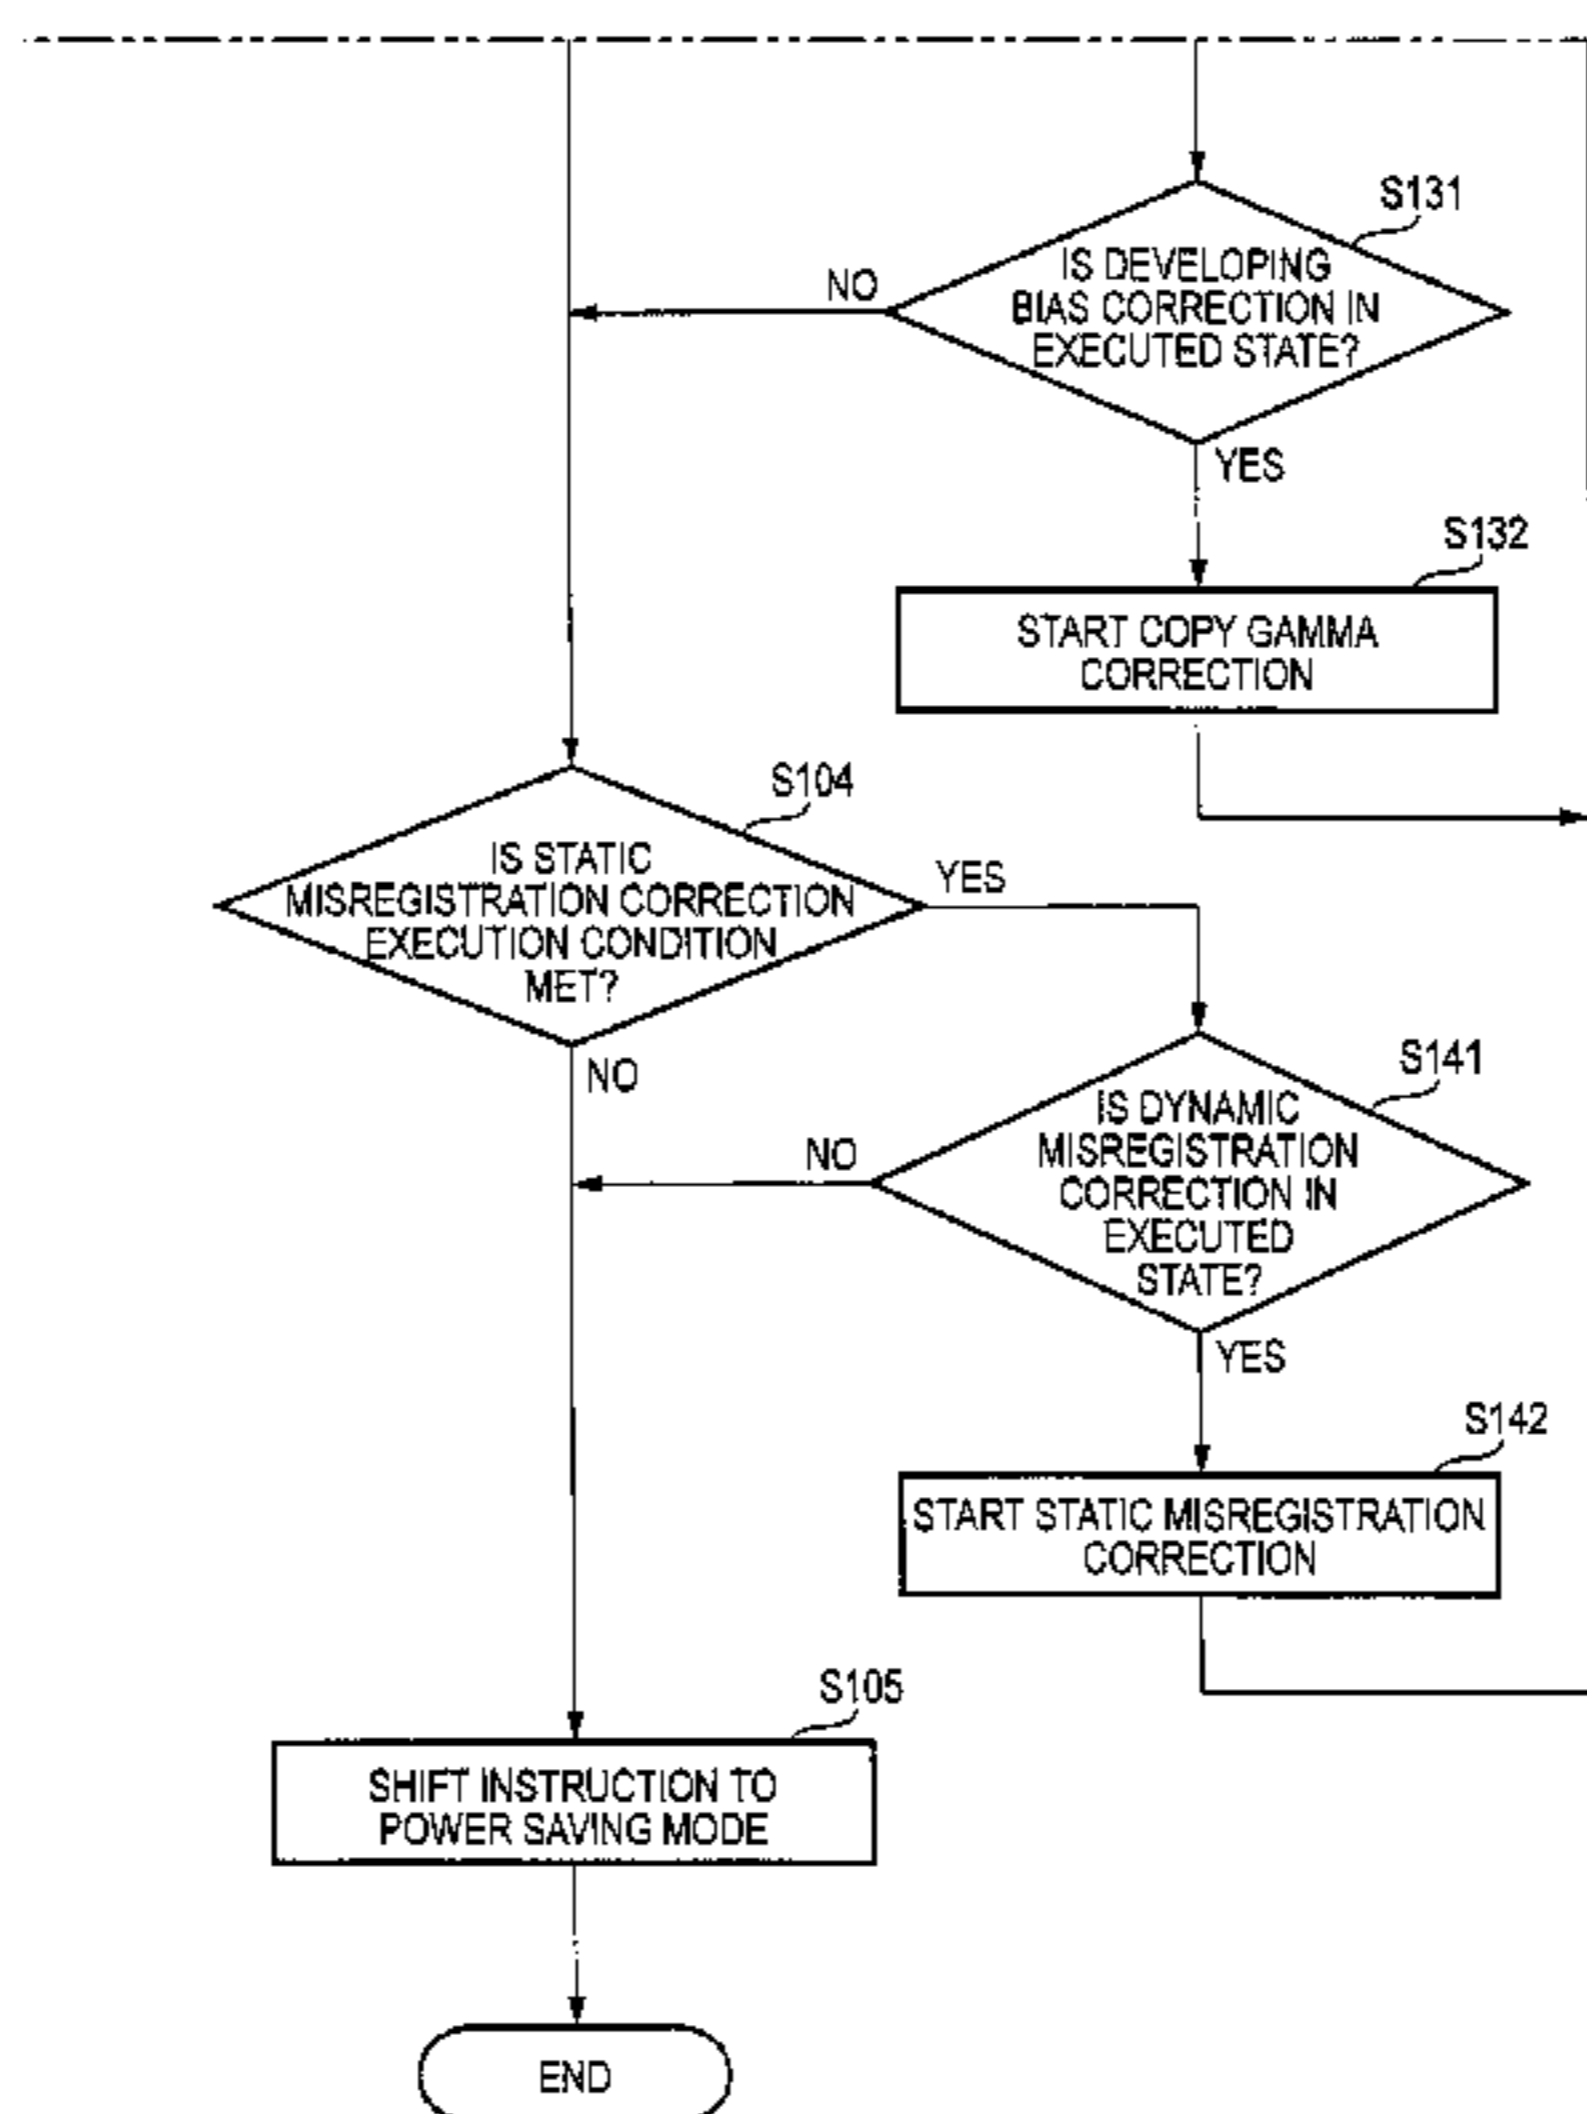 S131
IS DEVELOPING
BIAS CORRECTION IN
EXECUTED STATE?
NO
YES
S132
START COPY GAMMA
CORRECTION
S104
IS STATIC
MISREGISTRATION CORRECTION
EXECUTION CONDITION
MET?
YES
NO
S141
IS DYNAMIC
MISREGISTRATION
CORRECTION IN
EXECUTED
STATE?
NO
YES
S142
START STATIC MISREGISTRATION
CORRECTION
S105
SHIFT INSTRUCTION TO
POWER SAVING MODE
END